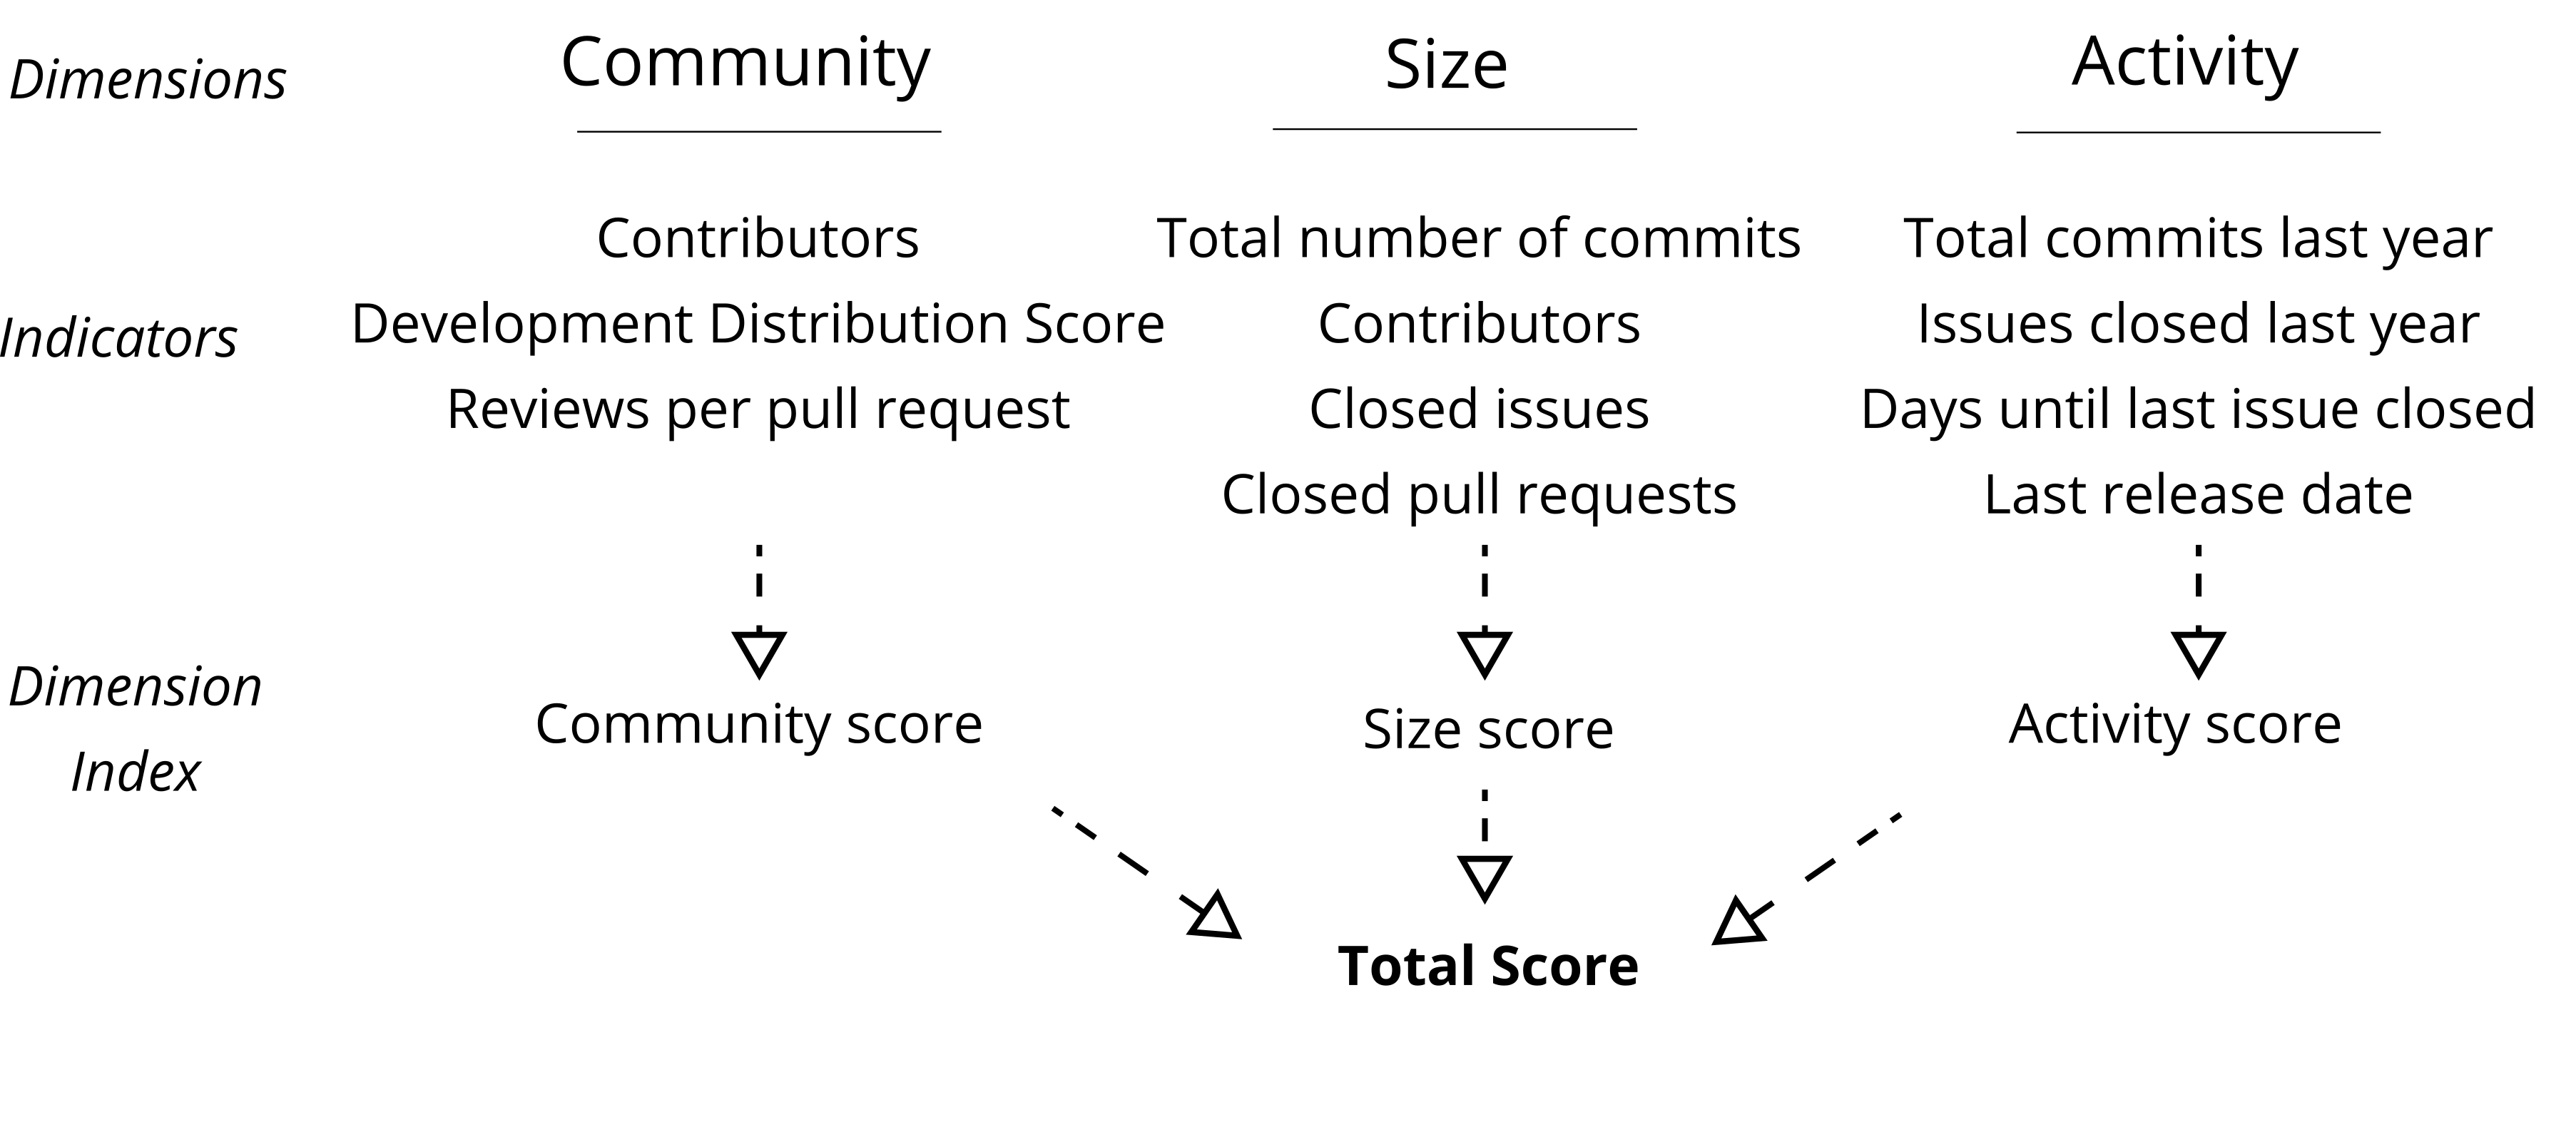 Dimensions
Community
Size
Activity
Indicators
Contributors
Development Distribution Score
Reviews per pull request
Total number of commits
Contributors
Closed issues
Closed pull requests
Total commits last year
Issues closed last year
Days until last issue closed
Last release date
Dimension
Index
Community score
Size score
Activity score
Total Score